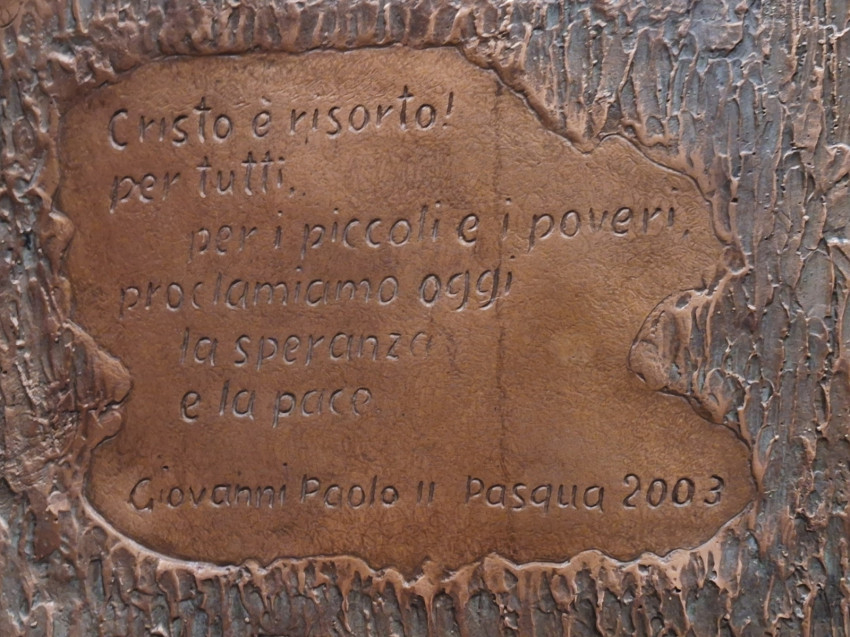 Cristo è risorto!
per tutti,
per i piccoli e i poveri,
proclamiamo oggi
la speranza
e la pace.
Giovanni Paolo II Pasqua 2003